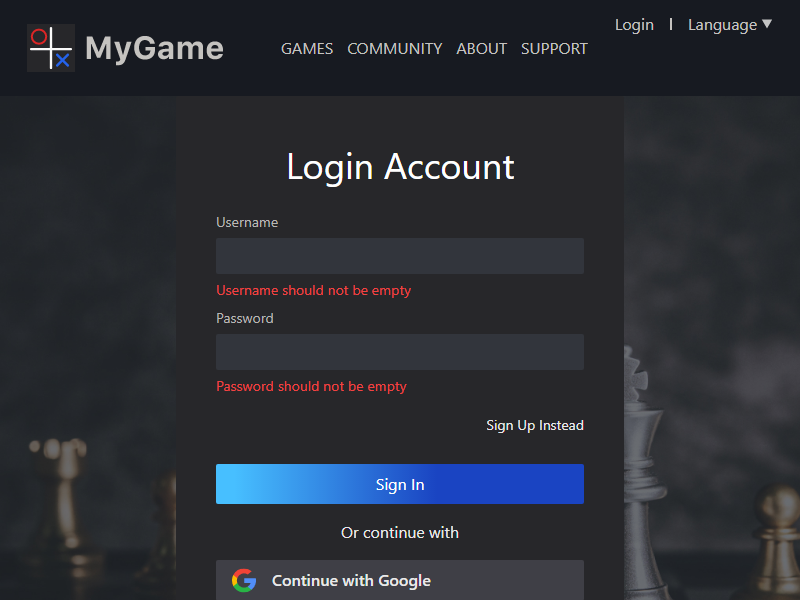 MyGame
GAMES COMMUNITY ABOUT SUPPORT
Login | Language ▼
Login Account
Username
Username should not be empty
Password
Password should not be empty
Sign Up Instead
Sign In
Or continue with
Continue with Google